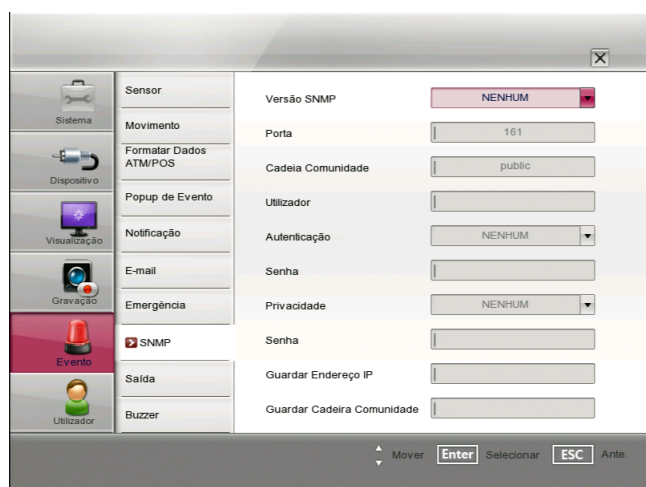 Sistema
Dispositivo
Visualização
Gravação
Evento
Utilizador
Sensor
Movimento
Formatar Dados
ATM/POS
Popup de Evento
Notificação
E-mail
Emergência
SNMP
Saída
Buzzer
Versão SNMP NENHUM
Porta 161
Cadeia Comunidade public
Utilizador
Autenticação NENHUM
Senha
Privacidade NENHUM
Senha
Guardar Endereço IP
Guardar Cadeira Comunidade
Mover Enter Selecionar ESC Ante.